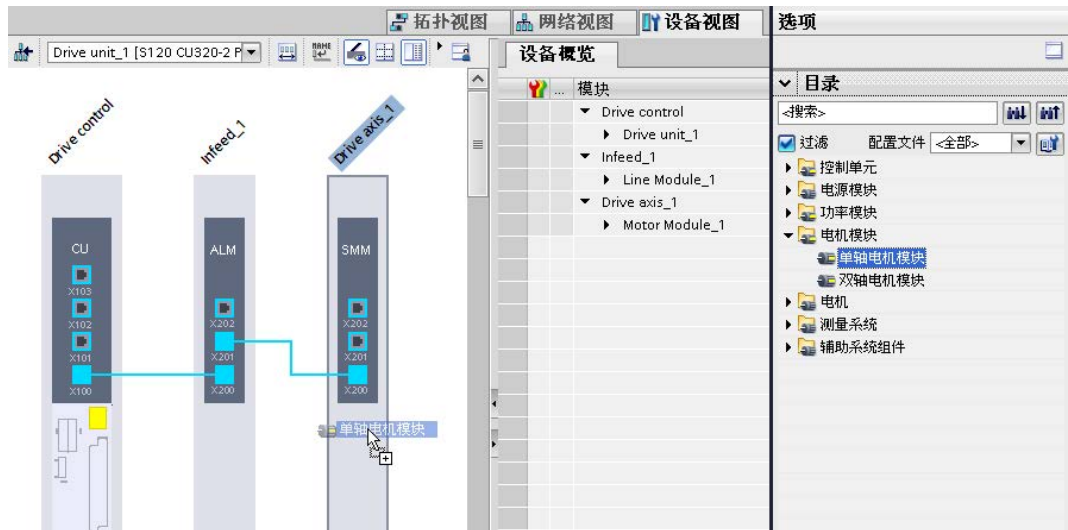 拓扑视图 网络视图 设备视图 选项
Drive unit_1 [S120 CU320-2 P
NAME
设备概览
目录
... 模块
<搜索>
过滤 配置文件 <全部>
Drive control
Infeed_1
Drive axis_1
Drive control
Drive unit_1
Infeed_1
Line Module_1
Drive axis_1
Motor Module_1
控制单元
电源模块
功率模块
电机模块
单轴电机模块
双轴电机模块
电机
测量系统
辅助系统组件
CU
X103
X102
X101
X100
ALM
X202
X201
X200
SMM
X202
X201
X200
单轴电机模块